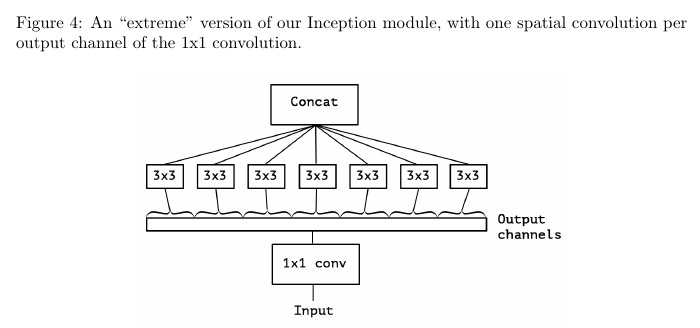 Figure 4: An “extreme” version of our Inception module, with one spatial convolution per
output channel of the 1x1 convolution.
Concat
3x3 3x3 3x3 3x3 3x3 3x3 3x3
Output
channels
1x1 conv
Input